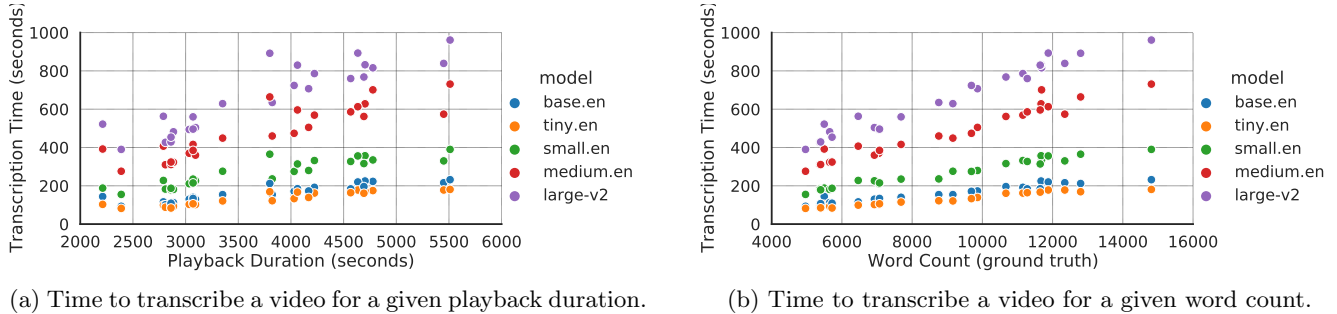 Transcription Time (seconds)
1000
800
600
400
200
0
2000 2500 3000 3500 4000 4500 5000 5500 6000
Playback Duration (seconds)
model
base.en
tiny.en
small.en
medium.en
large-v2
(a) Time to transcribe a video for a given playback duration.
Transcription Time (seconds)
1000
800
600
400
200
0
4000 6000 8000 10000 12000 14000 16000
Word Count (ground truth)
model
base.en
tiny.en
small.en
medium.en
large-v2
(b) Time to transcribe a video for a given word count.